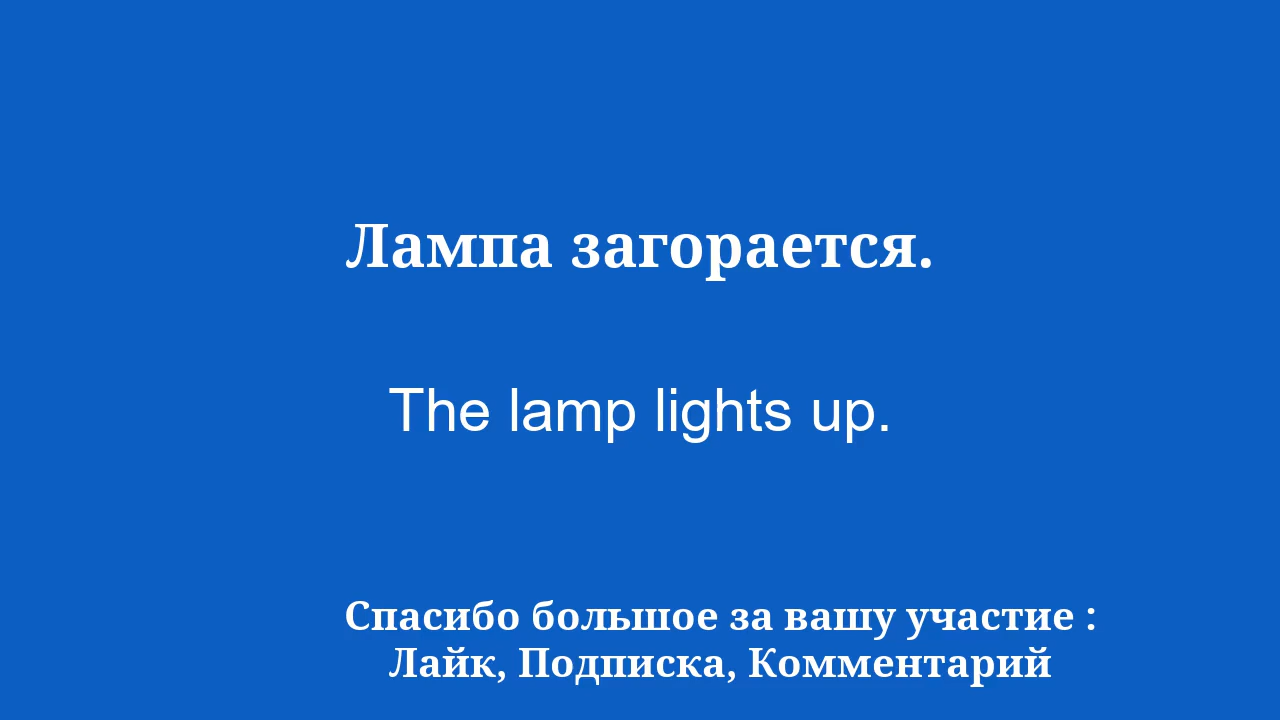 Лампа загорается.
The lamp lights up.
Спасибо большое за вашу участие :
Лайк, Подписка, Комментарий